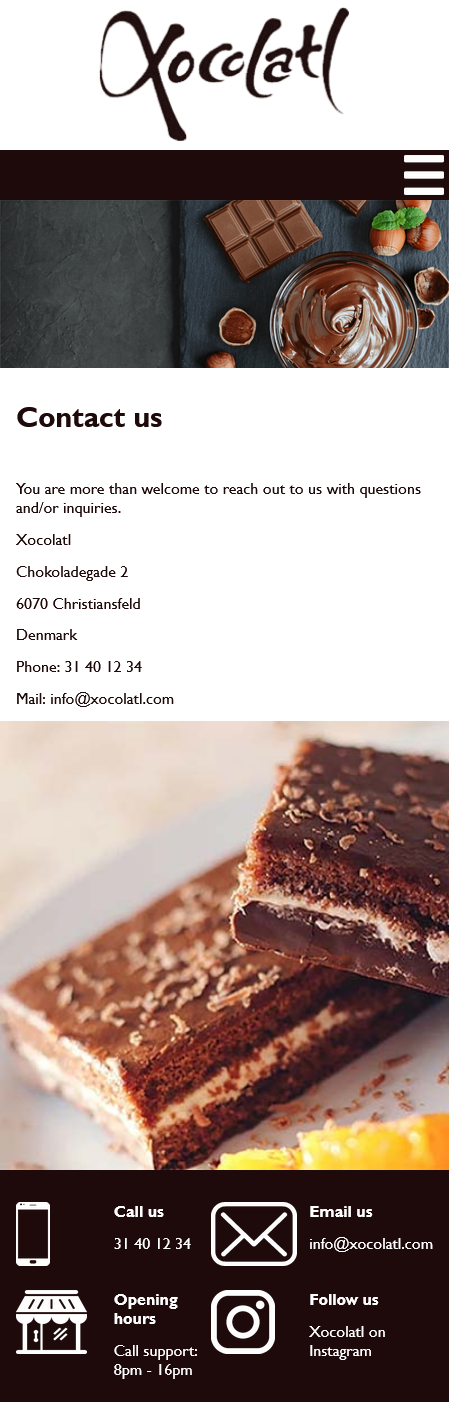 Xocolatl
Contact us
You are more than welcome to reach out to us with questions
and/or inquiries.
Xocolatl
Chokoladegade 2
6070 Christiansfeld
Denmark
Phone: 31 40 12 34
Mail: info@xocolatl.com
Call us
31 40 12 34
Email us
info@xocolatl.com
Opening
hours
Call support:
8pm - 16pm
Follow us
Xocolatl on
Instagram